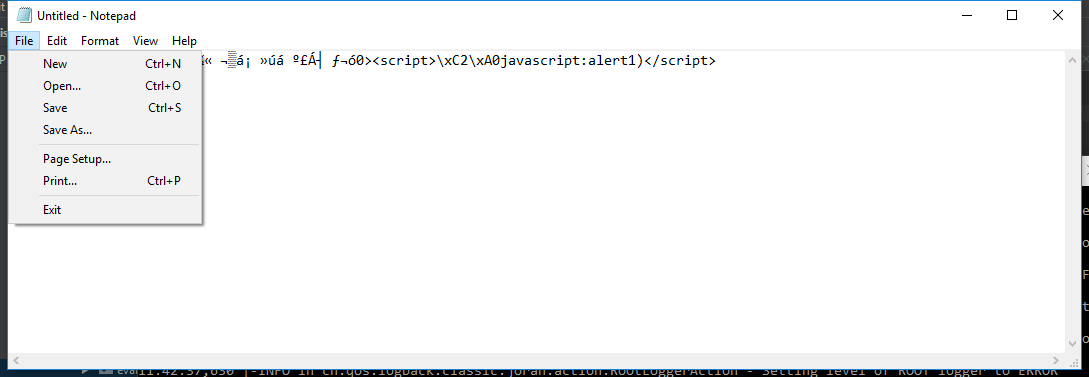 Untitled - Notepad
File Edit Format View Help
« ¬▒á¡ »úá º£Á┤ ƒ¬ó0><script>\xC2\xA0javascript:alert1)</script>
New Ctrl+N
Open... Ctrl+O
Save Ctrl+S
Save As...
Page Setup...
Print... Ctrl+P
Exit
11:42:37,630 |-INFO in ch.qos.logback.classic.joran.action.RootLoggerAction - Setting level of ROOT logger to ERROR